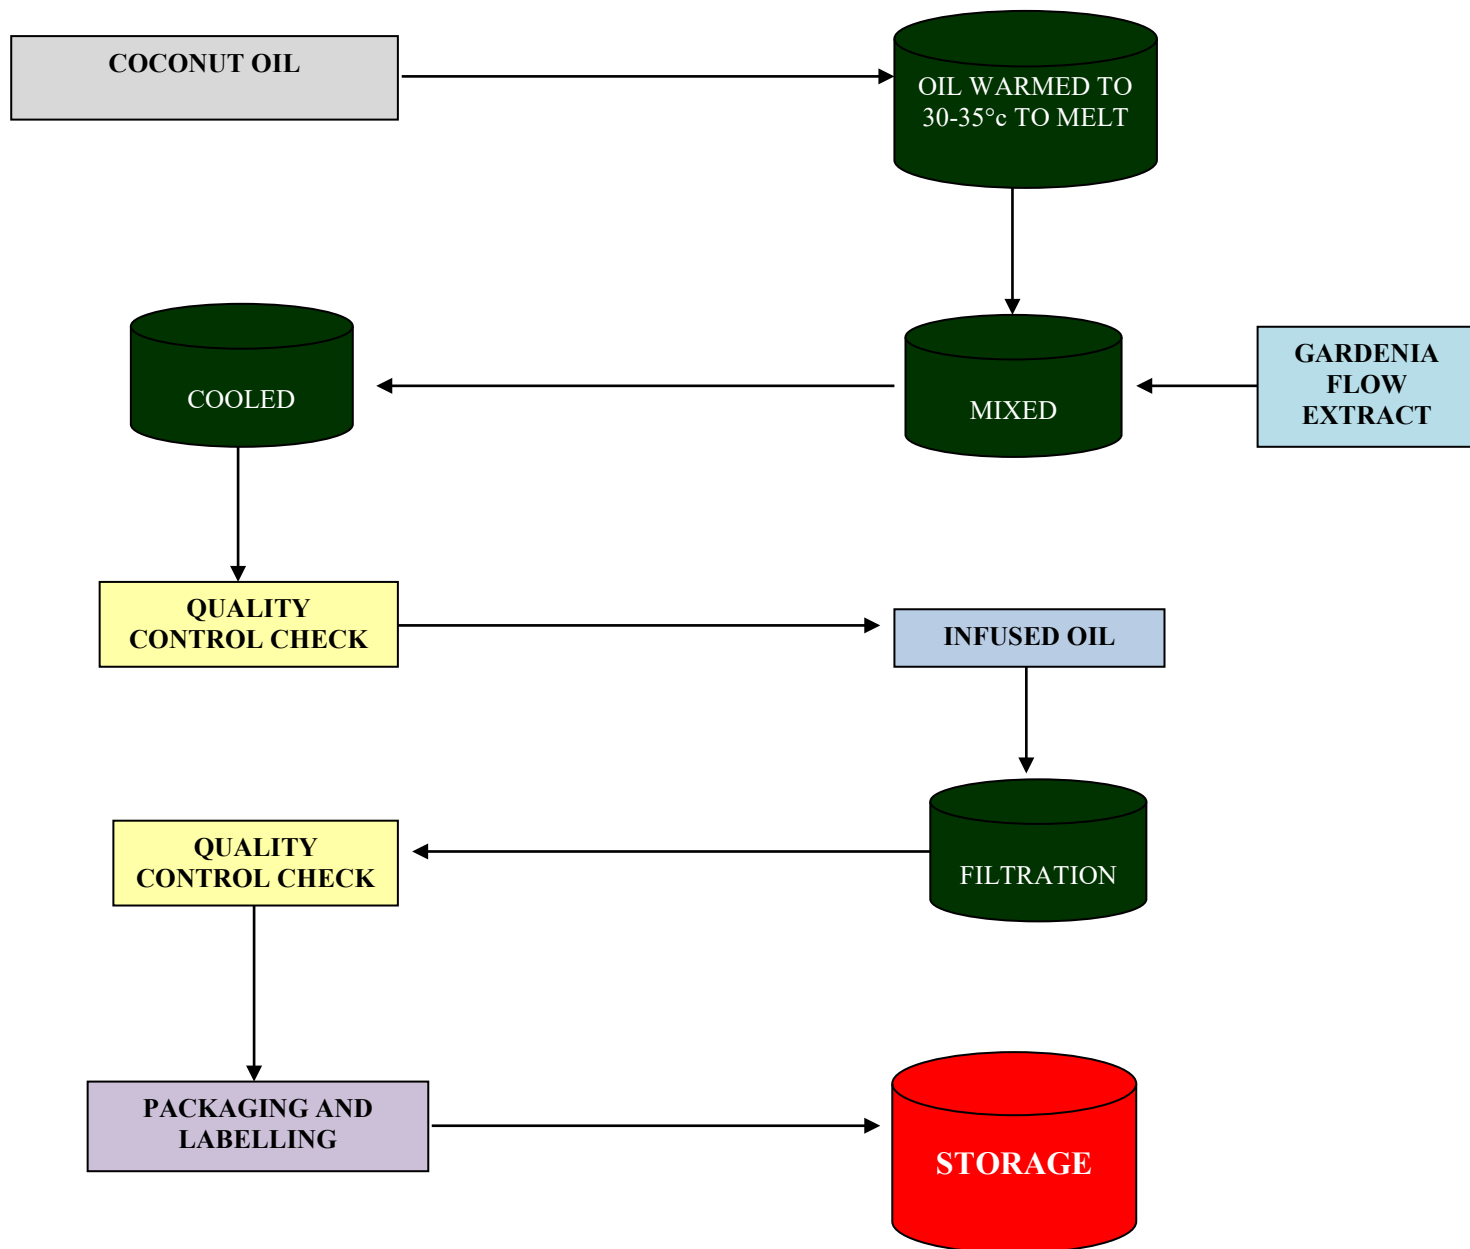 COCONUT OIL
OIL WARMED TO
30-35°c TO MELT
COOLED
MIXED
GARDENIA
FLOW
EXTRACT
QUALITY
CONTROL CHECK
INFUSED OIL
QUALITY
CONTROL CHECK
FILTRATION
PACKAGING AND
LABELLING
STORAGE